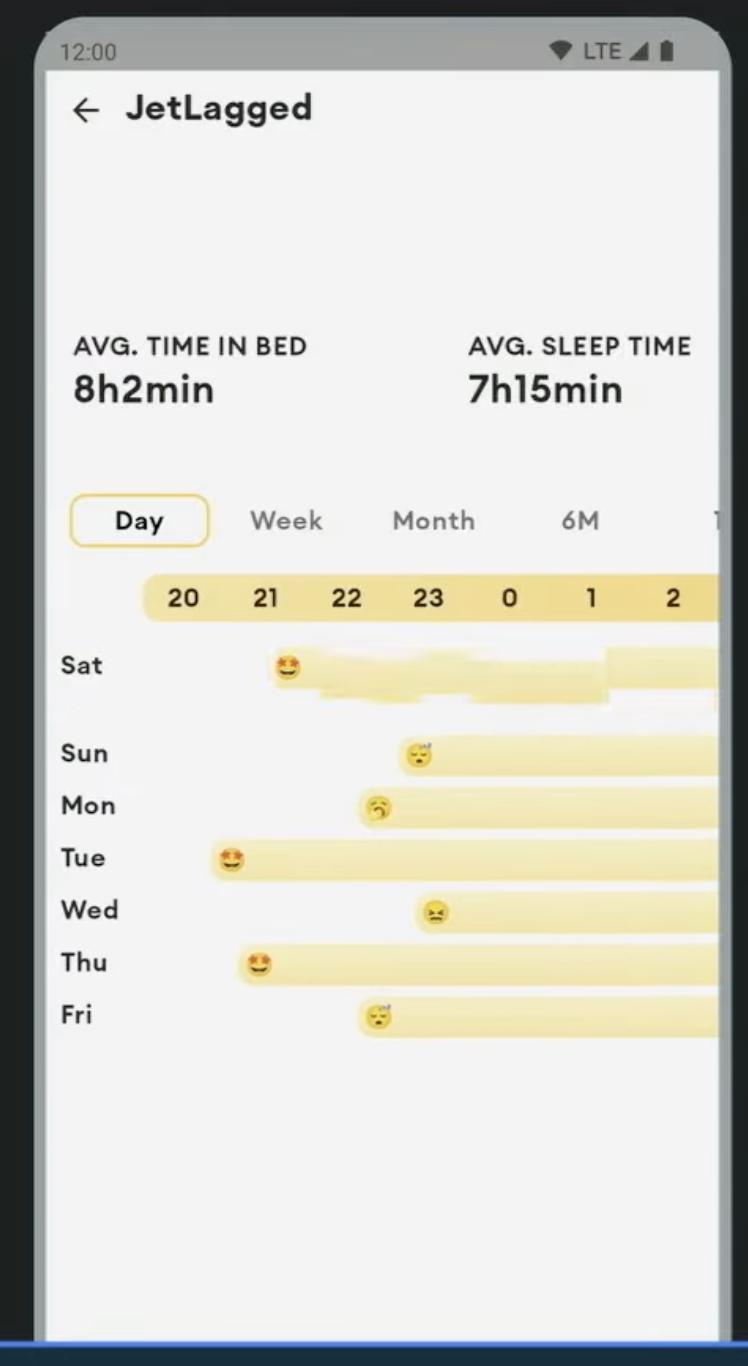 12:00 LTE
JetLagged
AVG. TIME IN BED AVG. SLEEP TIME
8h2min 7h15min
Day Week Month 6M
20 21 22 23 0 1 2
Sat
Sun
Mon
Tue
Wed
Thu
Fri